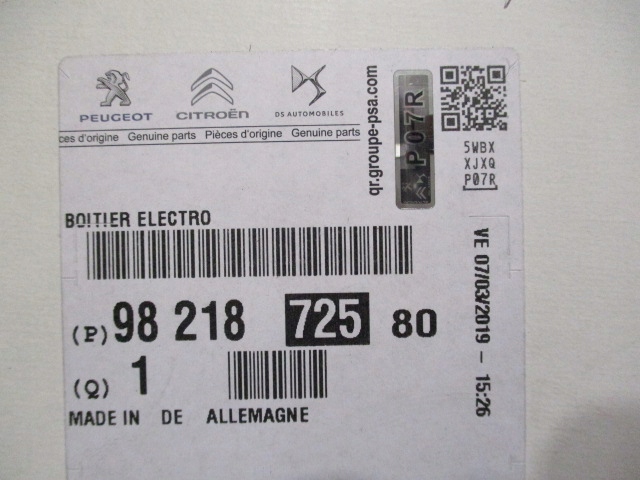 PEUGEOT CITROËN DS AUTOMOBILES
ces d'origine Genuine parts Pièces d'origine Genuine parts
qr.groupe-psa.com
P07R
5WBX
XJXQ
P07R
BOITIER ELECTRO
(P) 98 218 725 80
(Q) 1
MADE IN DE ALLEMAGNE
VE 07/03/2019 - 15:26